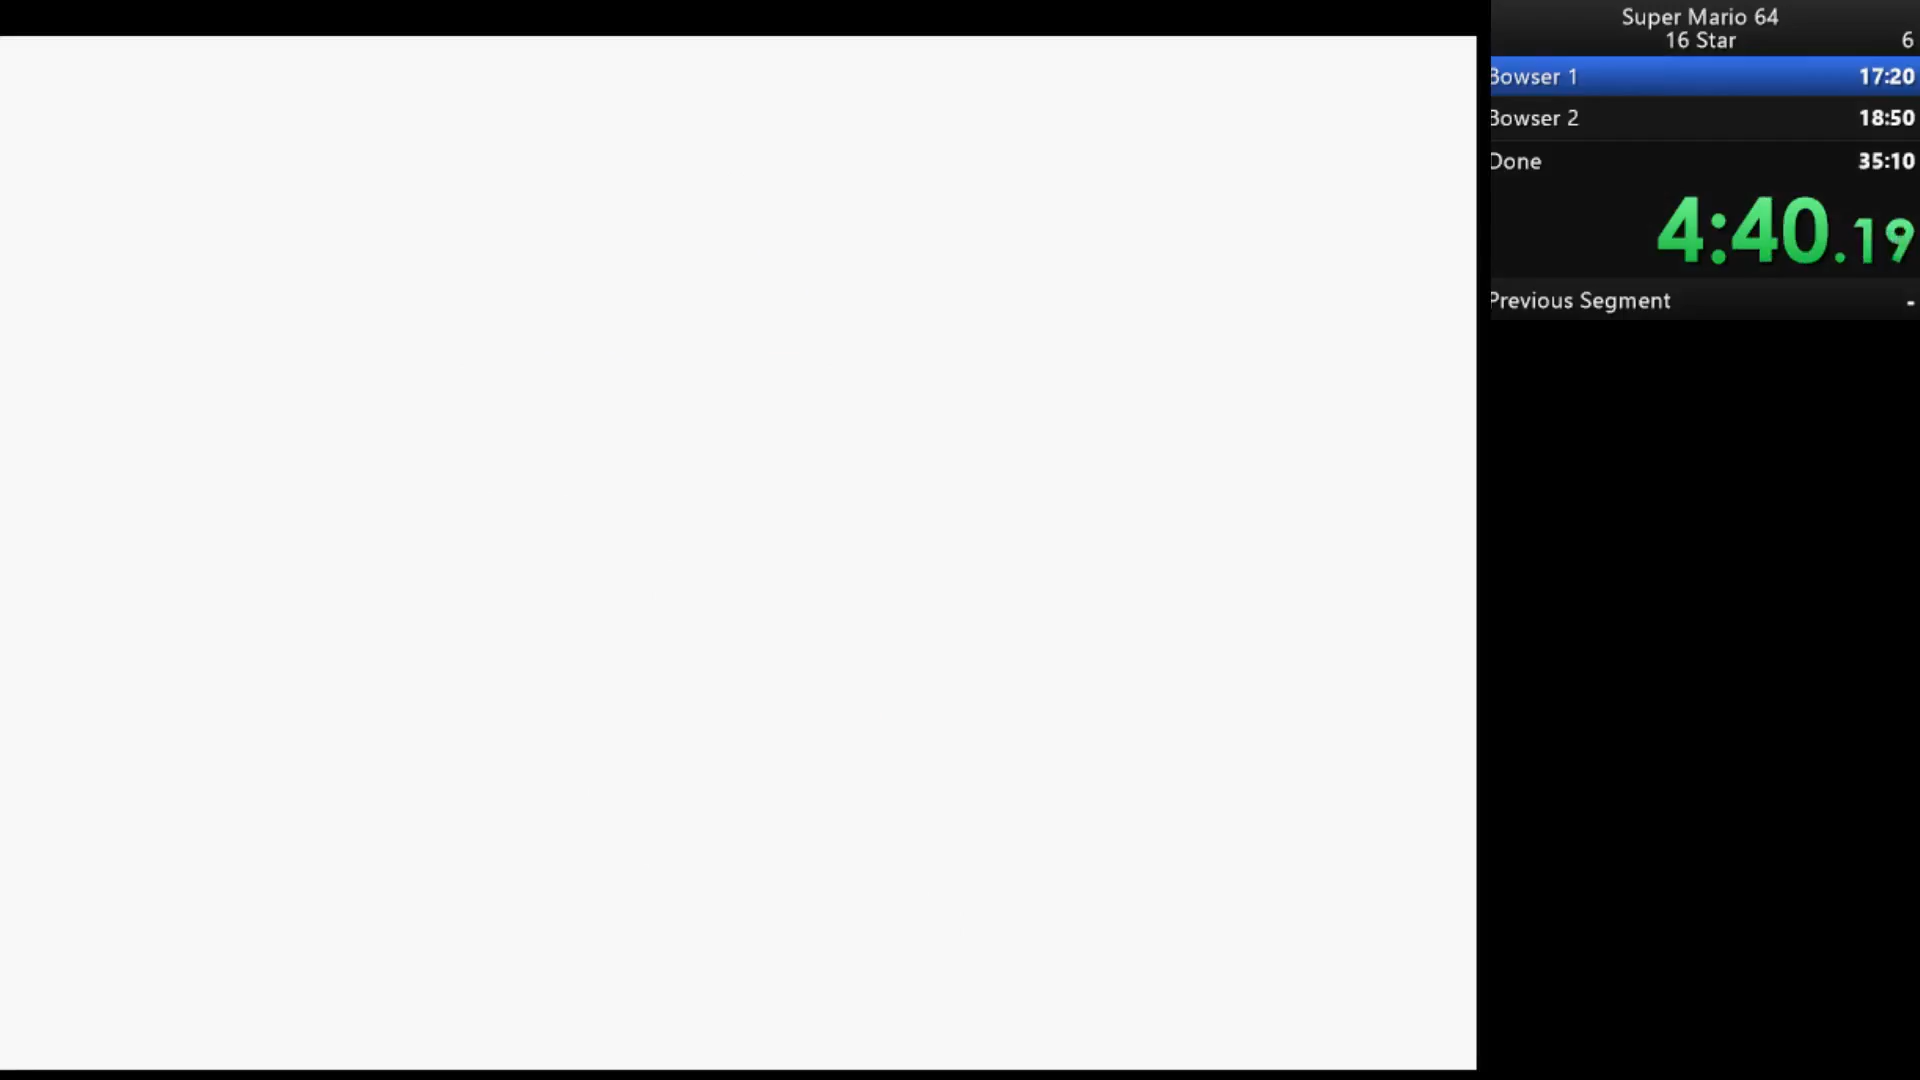 Super Mario 64
16 Star 6
Bowser 1 17:20
Bowser 2 18:50
Done 35:10
4:40.19
Previous Segment -